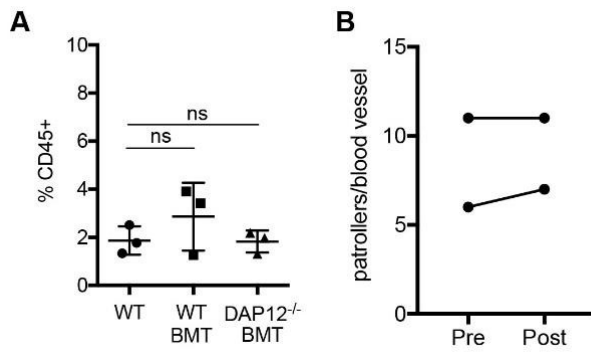 A
% CD45+
10
8
6
4
2
0
ns
ns
WT
WT
BMT
DAP12-/-
BMT
B
patrollers/blood vessel
15
10
5
0
Pre
Post